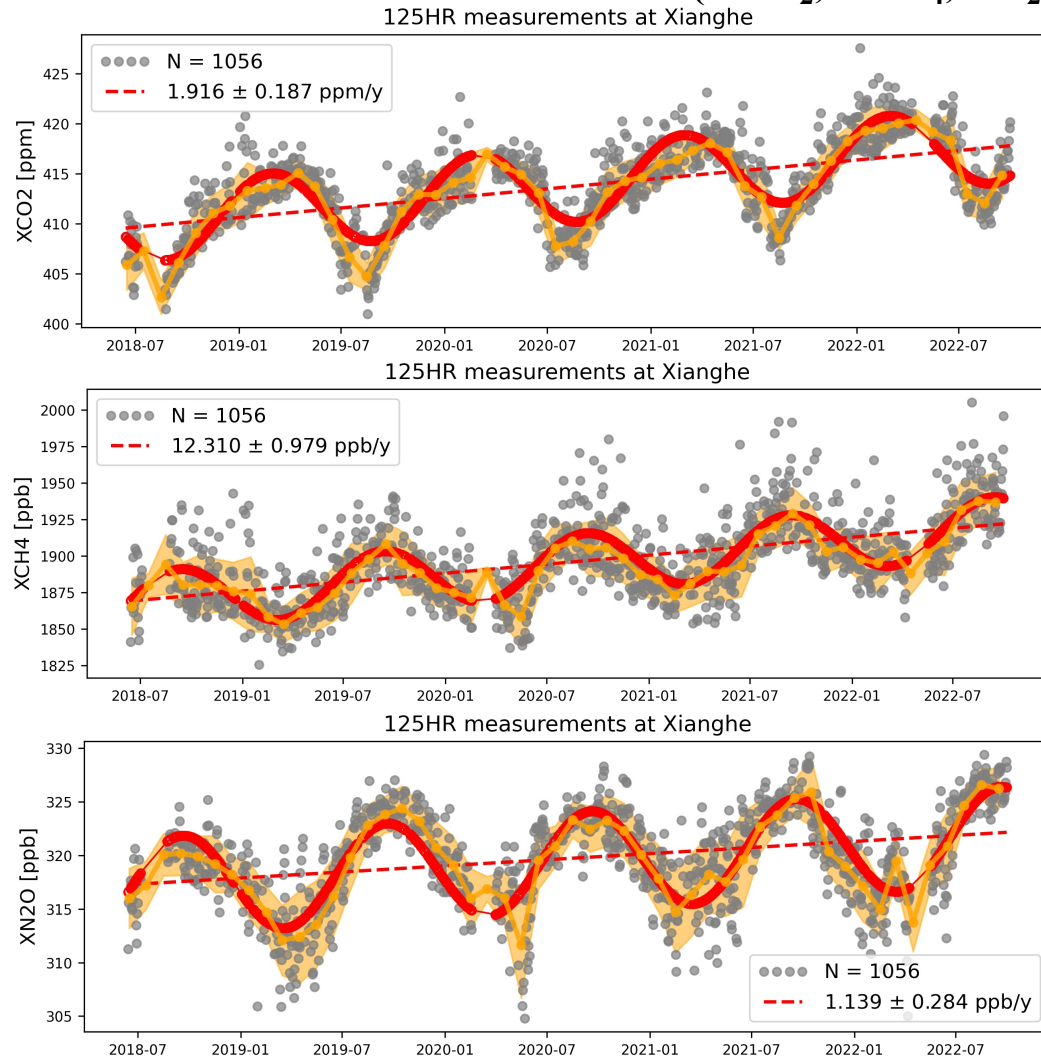 125HR measurements at Xianghe
N = 1056
1.916 ± 0.187 ppm/y
XCO2 [ppm]
425
420
415
410
405
400
2018-07 2019-01 2019-07 2020-01 2020-07 2021-01 2021-07 2022-01 2022-07
125HR measurements at Xianghe
N = 1056
12.310 ± 0.979 ppb/y
XCH4 [ppb]
2000
1975
1950
1925
1900
1875
1850
1825
2018-07 2019-01 2019-07 2020-01 2020-07 2021-01 2021-07 2022-01 2022-07
125HR measurements at Xianghe
XN2O [ppb]
330
325
320
315
310
305
N = 1056
1.139 ± 0.284 ppb/y
2018-07 2019-01 2019-07 2020-01 2020-07 2021-01 2021-07 2022-01 2022-07